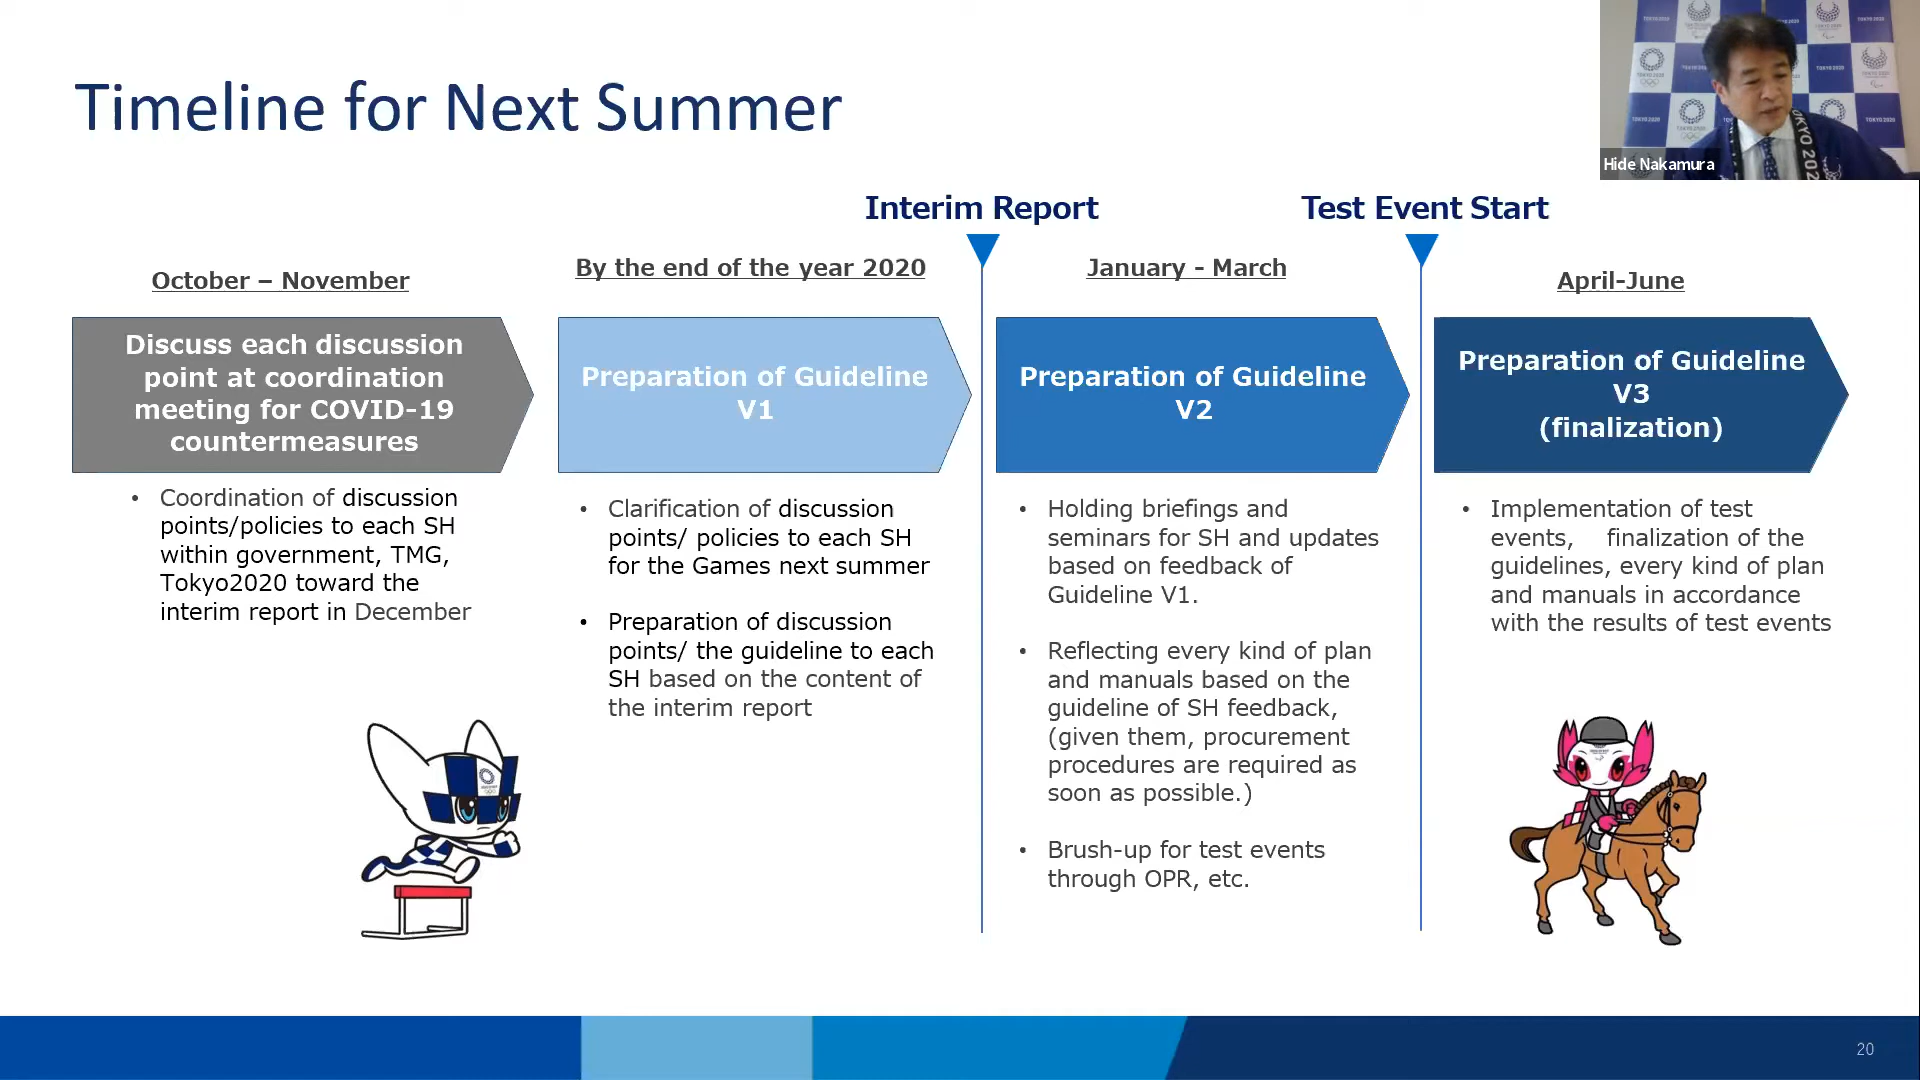 Timeline for Next Summer
Hide Nakamura
TOKYO 2020
Interim Report
Test Event Start
October – November
By the end of the year 2020
January - March
April-June
Discuss each discussion
point at coordination
meeting for COVID-19
countermeasures
Preparation of Guideline
V1
Preparation of Guideline
V2
Preparation of Guideline
V3
(finalization)
• Coordination of discussion
points/policies to each SH
within government, TMG,
Tokyo2020 toward the
interim report in December
• Clarification of discussion
points/ policies to each SH
for the Games next summer
• Preparation of discussion
points/ the guideline to each
SH based on the content of
the interim report
• Holding briefings and
seminars for SH and updates
based on feedback of
Guideline V1.
• Reflecting every kind of plan
and manuals based on the
guideline of SH feedback,
(given them, procurement
procedures are required as
soon as possible.)
• Brush-up for test events
through OPR, etc.
• Implementation of test
events, finalization of the
guidelines, every kind of plan
and manuals in accordance
with the results of test events
20